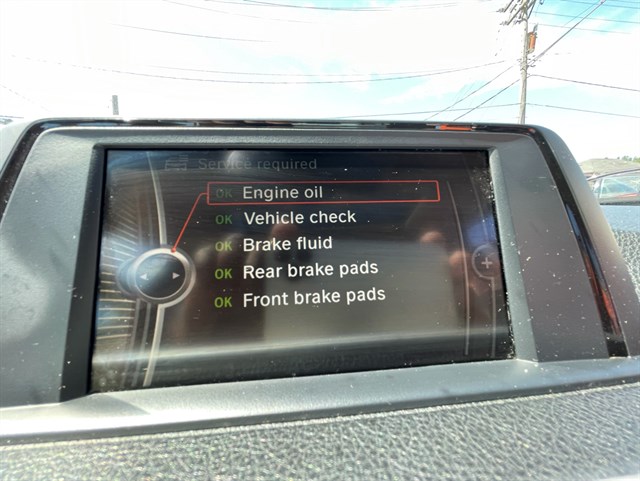 Service required
OK Engine oil
OK Vehicle check
OK Brake fluid
OK Rear brake pads
OK Front brake pads